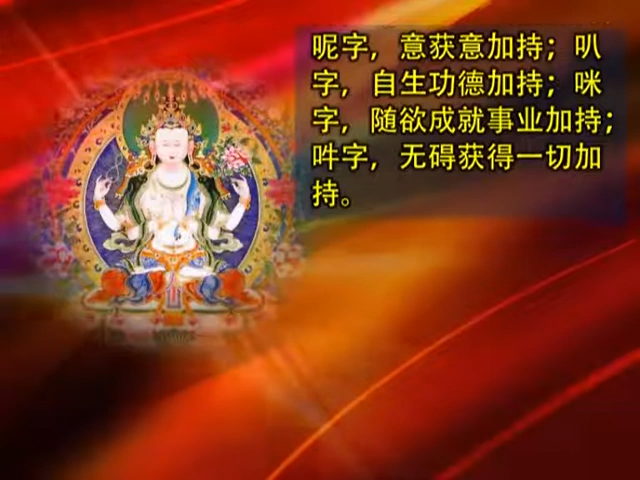 昵字，意获意加持；叭
字，自生功德加持；咪
字，随欲成就事业加持；
吽字，无碍获得一切加
持。